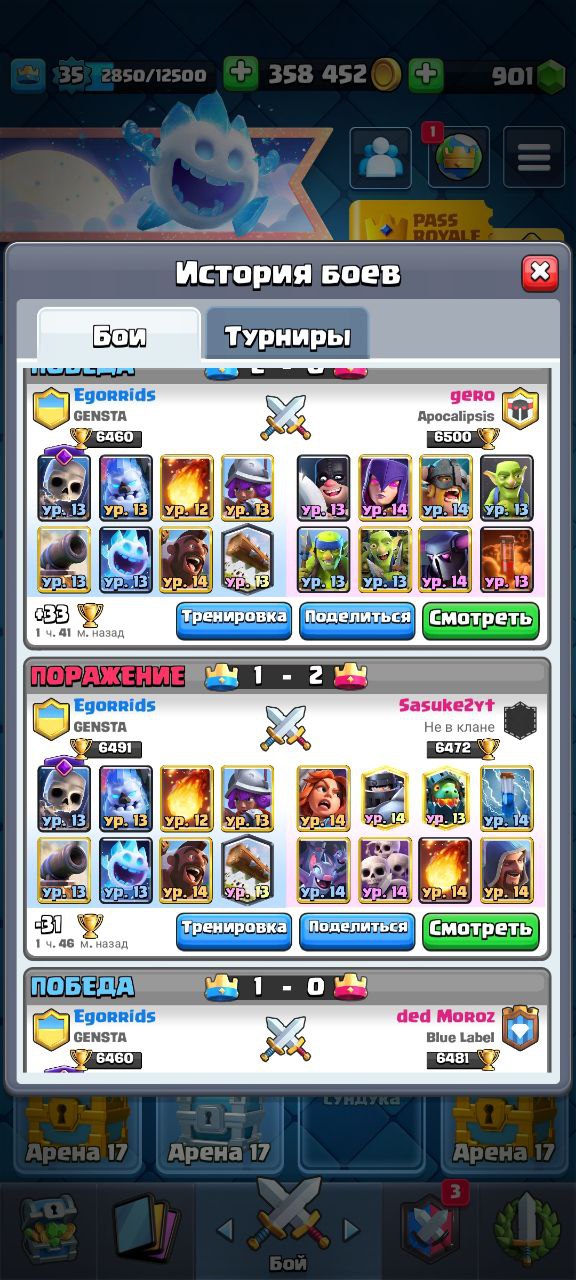 35 2850/12500 358 452 901
1
PASS
ROYALE
История боев
Бои Турниры
ПОБЕДА 2 - 0
Egorrids gero
GENSTA Apocalipsis
6460 6500
ур. 13 ур. 13 ур. 12 ур. 13 ур. 13 ур. 14 ур. 14 ур. 13
ур. 13 ур. 13 ур. 14 ур. 13 ур. 13 ур. 13 ур. 14 ур. 13
+33 Тренировка Поделиться Смотреть
1 ч. 41 м. назад
ПОРАЖЕНИЕ 1 - 2
Egorrids Sasuke2yt
GENSTA Не в клане
6491 6472
ур. 13 ур. 13 ур. 12 ур. 13 ур. 14 ур. 14 ур. 13 ур. 14
ур. 13 ур. 13 ур. 14 ур. 13 ур. 14 ур. 14 ур. 14 ур. 14
-31 Тренировка Поделиться Смотреть
1 ч. 46 м. назад
ПОБЕДА 1 - 0
Egorrids ded Moroz
GENSTA Blue Label
6460 6481
сундука
Арена 17 Арена 17 Арена 17
3
Бой